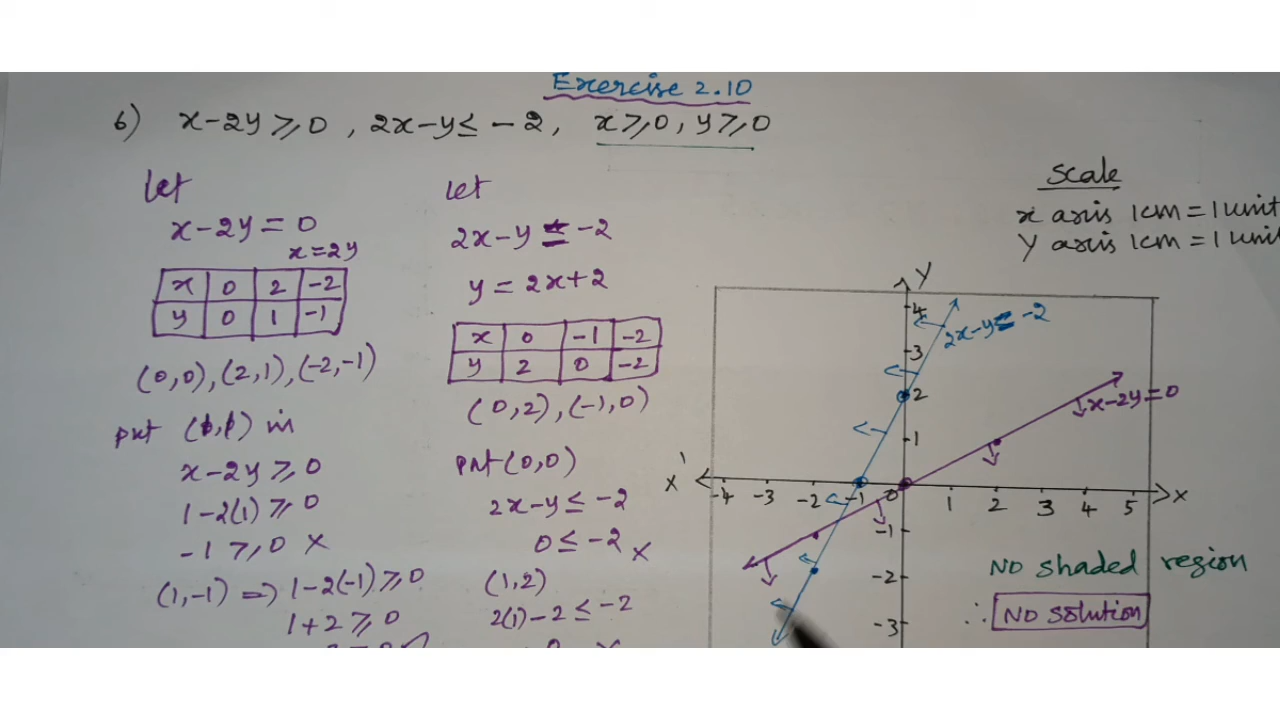 Exercise 2.10
6) x-2y ⩾ 0 , 2x-y ≤ -2, x ⩾ 0, y ⩾ 0
Let
x-2y = 0
x=2y
x 0 2 -2
y 0 1 -1
(0,0), (2,1), (-2,-1)
put (1,1) in
x-2y ⩾ 0
1-2(1) ⩾ 0
-1 ⩾ 0 ×
(1,-1) ⇒ 1-2(-1) ⩾ 0
1+2 ⩾ 0
Let
2x-y = -2
y = 2x+2
x 0 -1 -2
y 2 0 -2
(0,2), (-1,0)
Put (0,0)
2x-y ≤ -2
0 ≤ -2 ×
(1,2)
2(1)-2 ≤ -2
Scale
x axis 1cm = 1 unit
y axis 1cm = 1 unit
Y
4
2x-y ≤ -2
3
2
x-2y=0
1
X' -4 -3 -2 -1 0 1 2 3 4 5 X
-1
-2
-3
No shaded region
∴ No solution